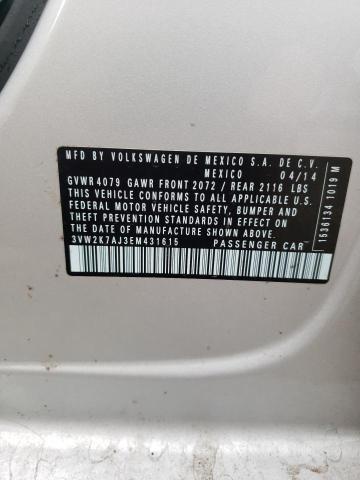 MFD BY VOLKSWAGEN DE MEXICO S.A. DE C.V.
MEXICO 04/14
GVWR 4079 GAWR FRONT 2072 / REAR 2116 LBS
THIS VEHICLE CONFORMS TO ALL APPLICABLE U.S.
FEDERAL MOTOR VEHICLE SAFETY, BUMPER AND
THEFT PREVENTION STANDARDS IN EFFECT
ON THE DATE OF MANUFACTURE SHOWN ABOVE.
3VW2K7AJ3EM431615 PASSENGER CAR
1536134 1019 M